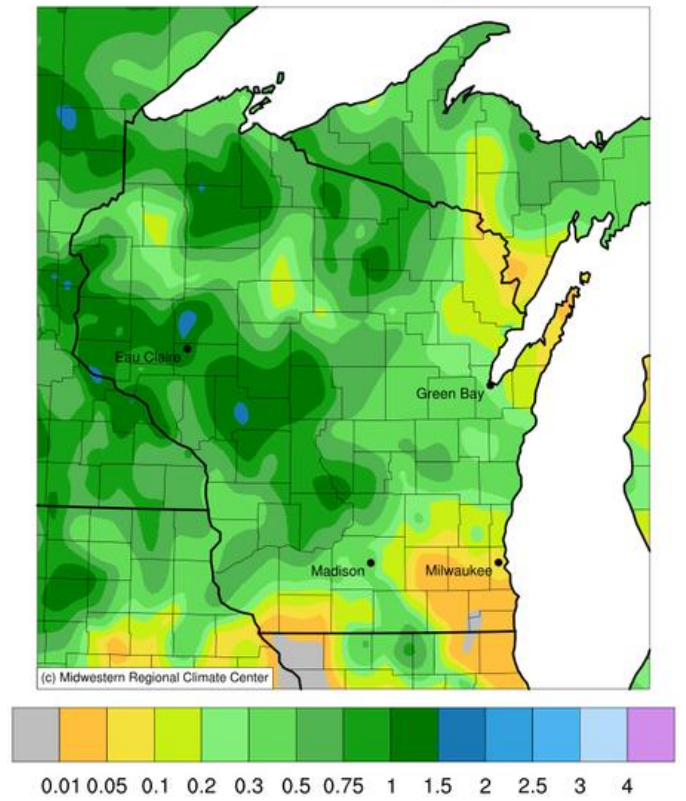 Eau Claire
Green Bay
Madison
Milwaukee
(c) Midwestern Regional Climate Center
0.01 0.05 0.1 0.2 0.3 0.5 0.75 1 1.5 2 2.5 3 4